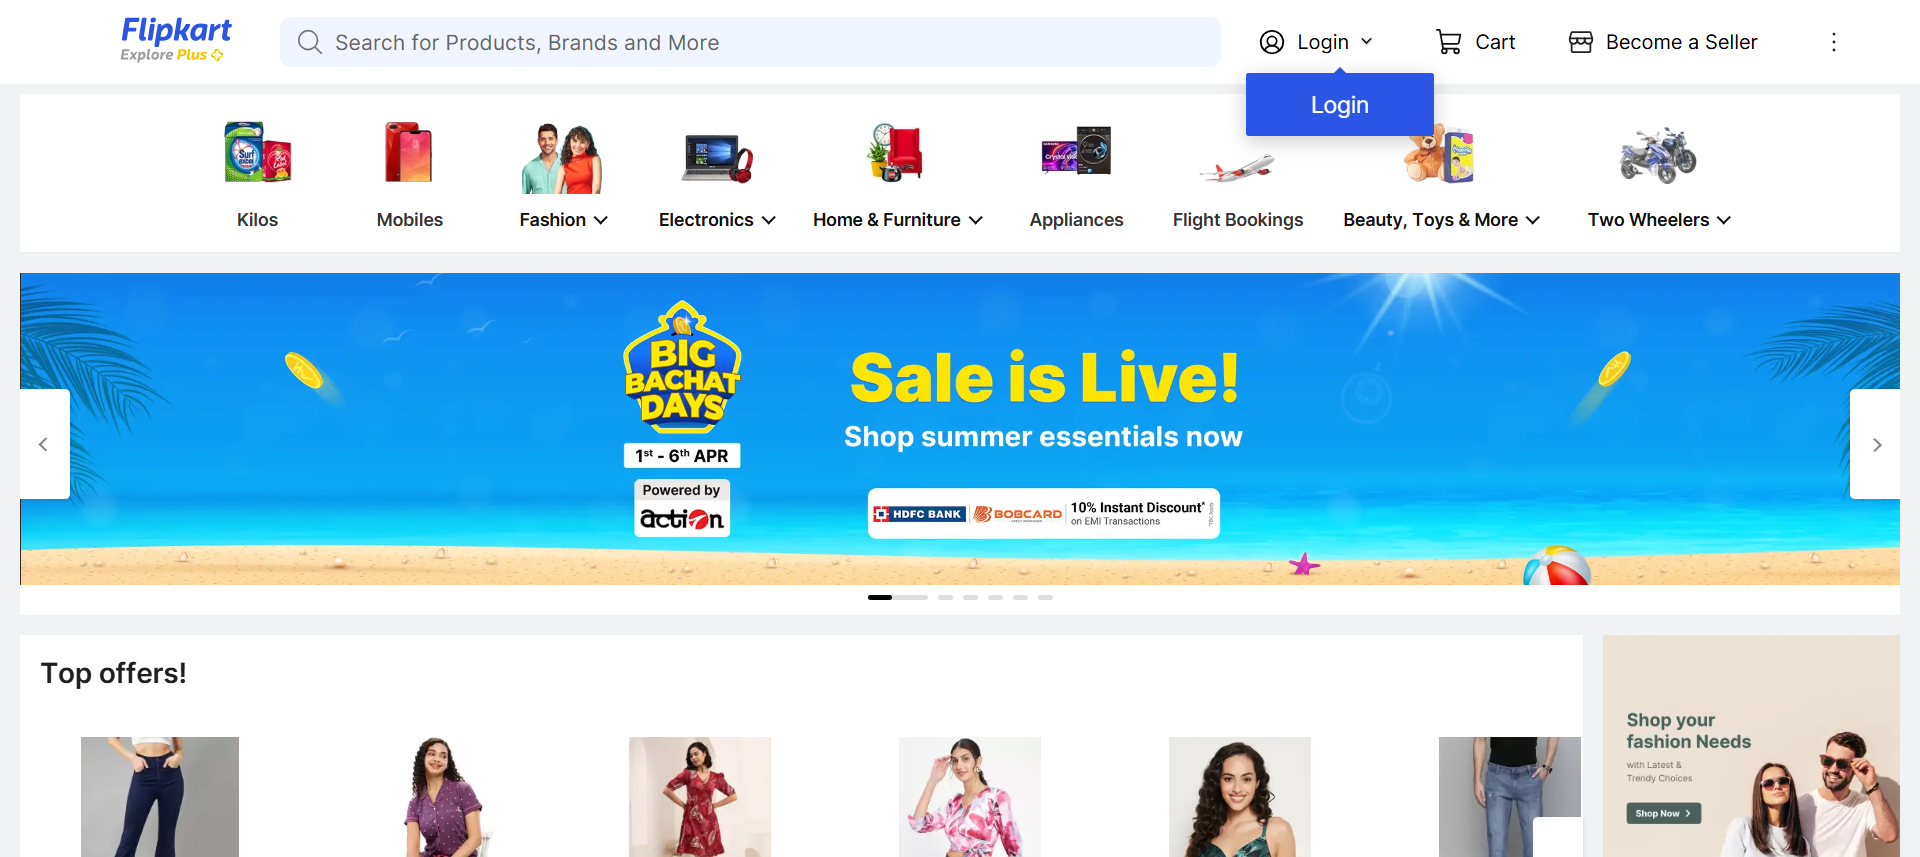 Flipkart
Explore Plus
Search for Products, Brands and More
Login
Cart
Become a Seller
Login
Surf excel
Kilos
Mobiles
Fashion
Electronics
Home & Furniture
Appliances
Flight Bookings
Beauty, Toys & More
Two Wheelers
BIG
BACHAT
DAYS
1st - 6th APR
Powered by
action
Sale is Live!
Shop summer essentials now
HDFC BANK
BOBCARD
10% Instant Discount*
on EMI Transactions
Top offers!
Shop your
fashion Needs
with Latest &
Trendy Choices
Shop Now